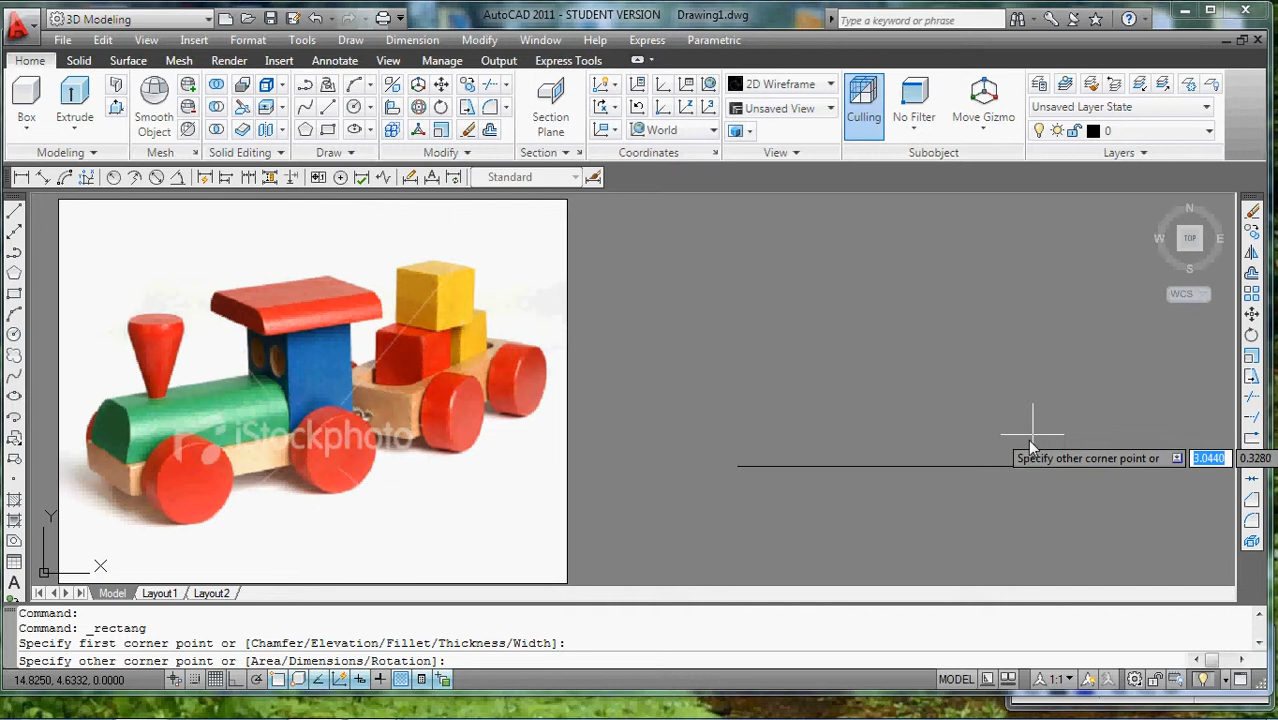 3D Modeling
AutoCAD 2011 - STUDENT VERSION Drawing1.dwg
Type a keyword or phrase
File Edit View Insert Format Tools Draw Dimension Modify Window Help Express Parametric
Home Solid Surface Mesh Render Insert Annotate View Manage Output Express Tools
Box
Extrude
Smooth
Object
Section
Plane
2D Wireframe
Unsaved View
World
Culling
No Filter
Move Gizmo
Unsaved Layer State
0
Modeling Mesh Solid Editing Draw Modify Section Coordinates View Subobject Layers
Standard
N
W TOP E
S
WCS
iStockphoto
Specify other corner point or 3.0440 0.3280
Y
X
Model Layout1 Layout2
Command:
Command: _rectang
Specify first corner point or [Chamfer/Elevation/Fillet/Thickness/Width]:
Specify other corner point or [Area/Dimensions/Rotation]:
14.8250, 4.6332, 0.0000
MODEL
1:1